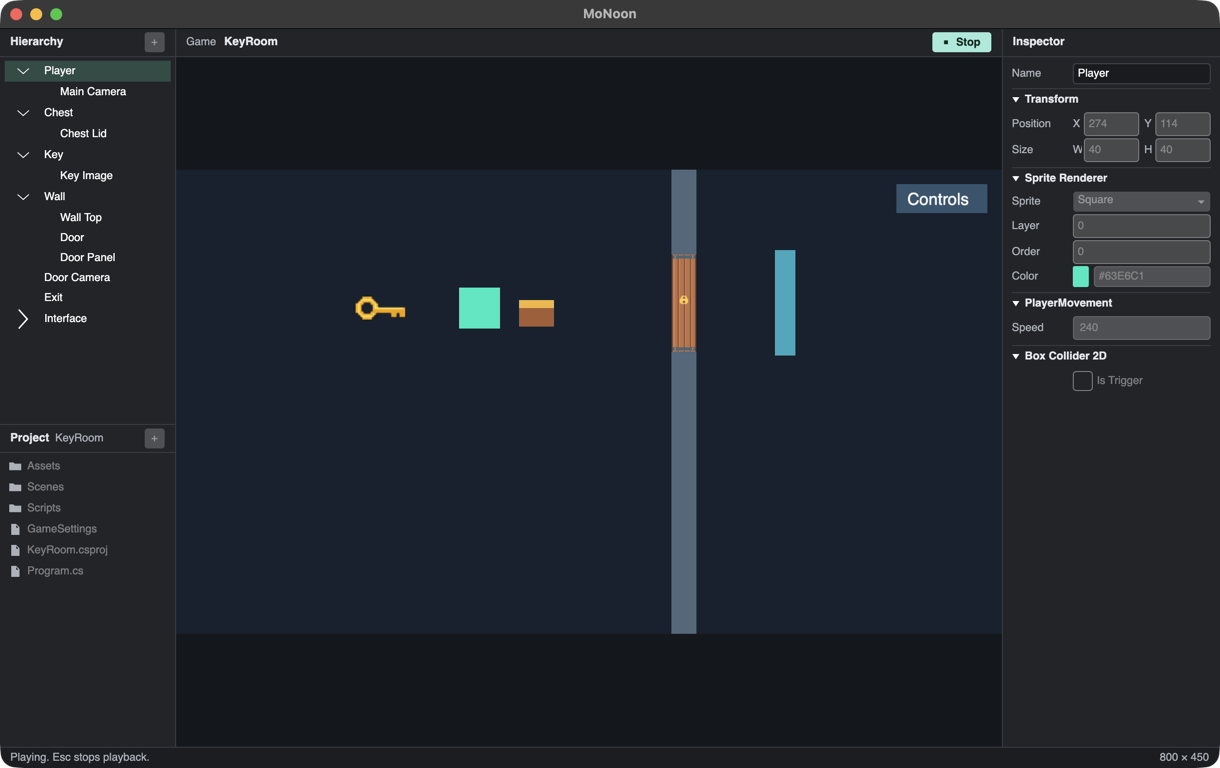 MoNoon
Hierarchy +
Player
Main Camera
Chest
Chest Lid
Key
Key Image
Wall
Wall Top
Door
Door Panel
Door Camera
Exit
Interface
Project KeyRoom +
Assets
Scenes
Scripts
GameSettings
KeyRoom.csproj
Program.cs
Game KeyRoom
Stop
Controls
Inspector
Name Player
Transform
Position X 274 Y 114
Size W 40 H 40
Sprite Renderer
Sprite Square
Layer 0
Order 0
Color #63E6C1
PlayerMovement
Speed 240
Box Collider 2D
Is Trigger
Playing. Esc stops playback.
800 × 450